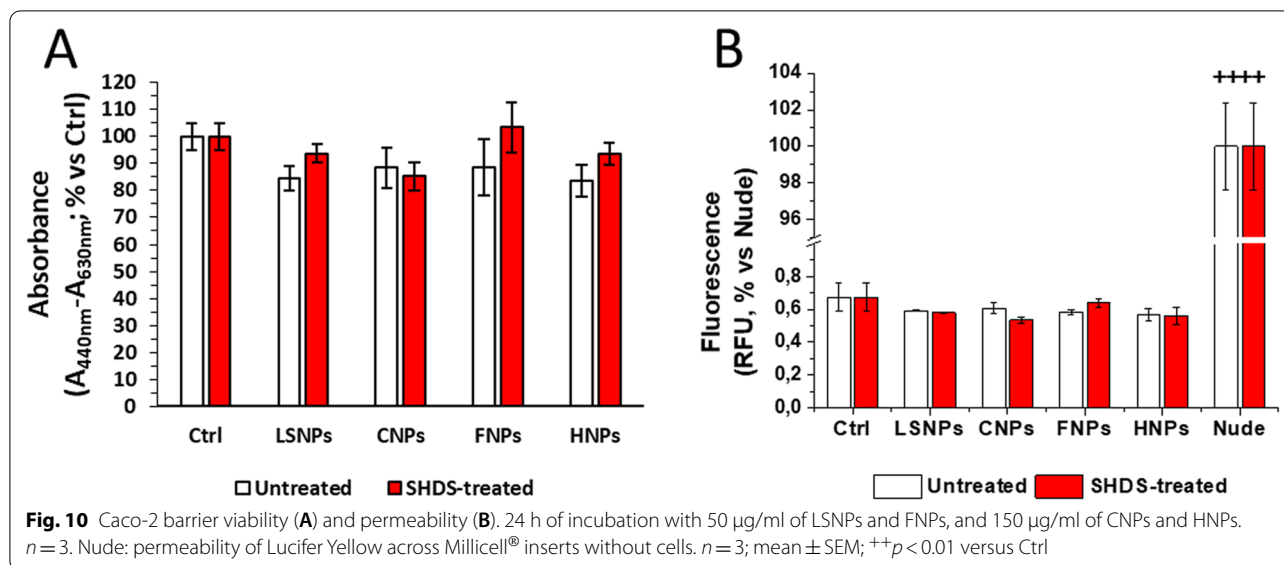 A
120
110
100
90
80
70
60
50
40
30
20
10
0
Absorbance
(A440nm-A630nm; % vs Ctrl)
Ctrl LSNPs CNPs FNPs HNPs
Untreated SHDS-treated
B
++++
104
102
100
98
96
0,8
0,6
0,4
0,2
0,0
Fluorescence
(RFU, % vs Nude)
Ctrl LSNPs CNPs FNPs HNPs Nude
Untreated SHDS-treated
Fig. 10 Caco-2 barrier viability (A) and permeability (B). 24 h of incubation with 50 µg/ml of LSNPs and FNPs, and 150 µg/ml of CNPs and HNPs.
n = 3. Nude: permeability of Lucifer Yellow across Millicell® inserts without cells. n = 3; mean ± SEM; ++p < 0.01 versus Ctrl